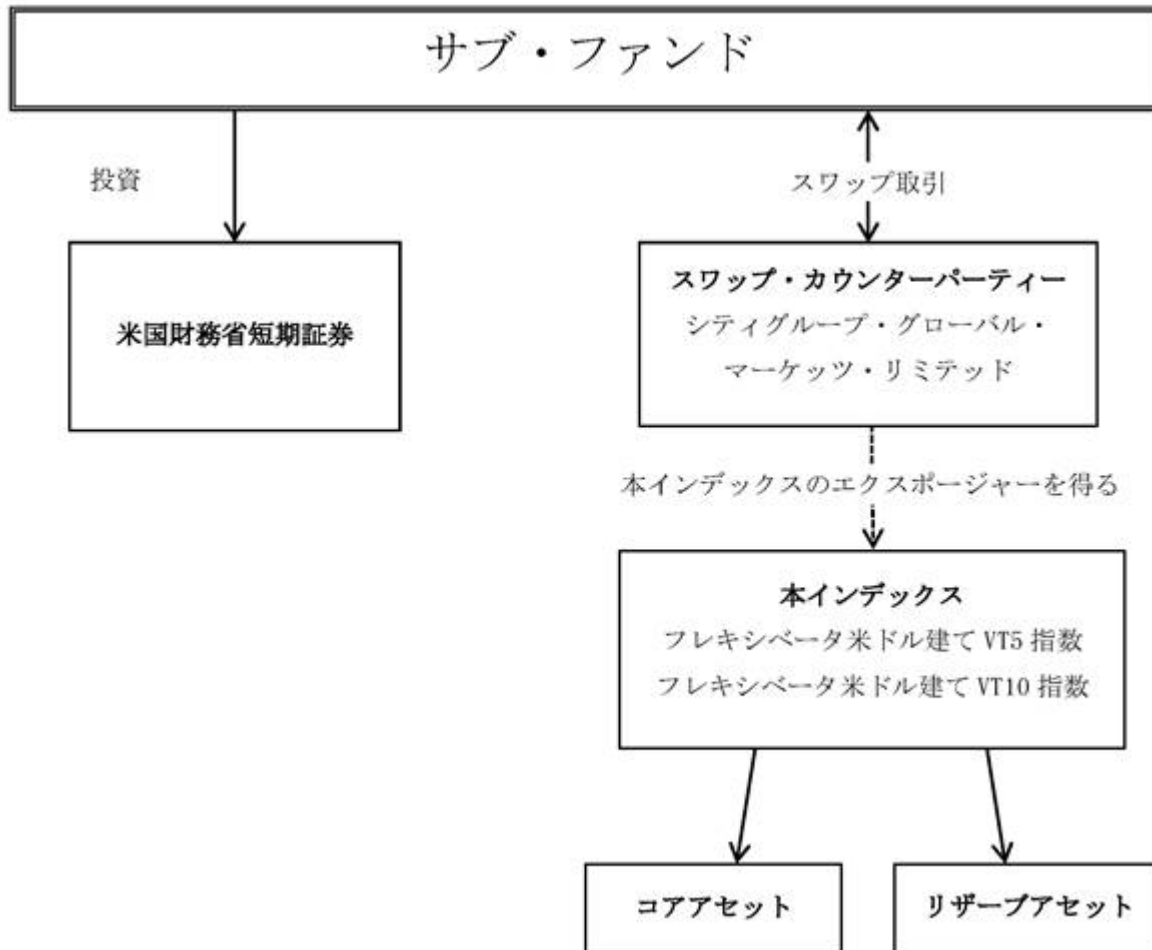 サブ・ファンド
投資
スワップ取引
米国財務省短期証券
スワップ・カウンターパーティー
シティグループ・グローバル・
マーケッツ・リミテッド
本インデックスのエクスポージャーを得る
本インデックス
フレキシベータ米ドル建て VT5 指数
フレキシベータ米ドル建て VT10 指数
コアアセット
リザーブアセット